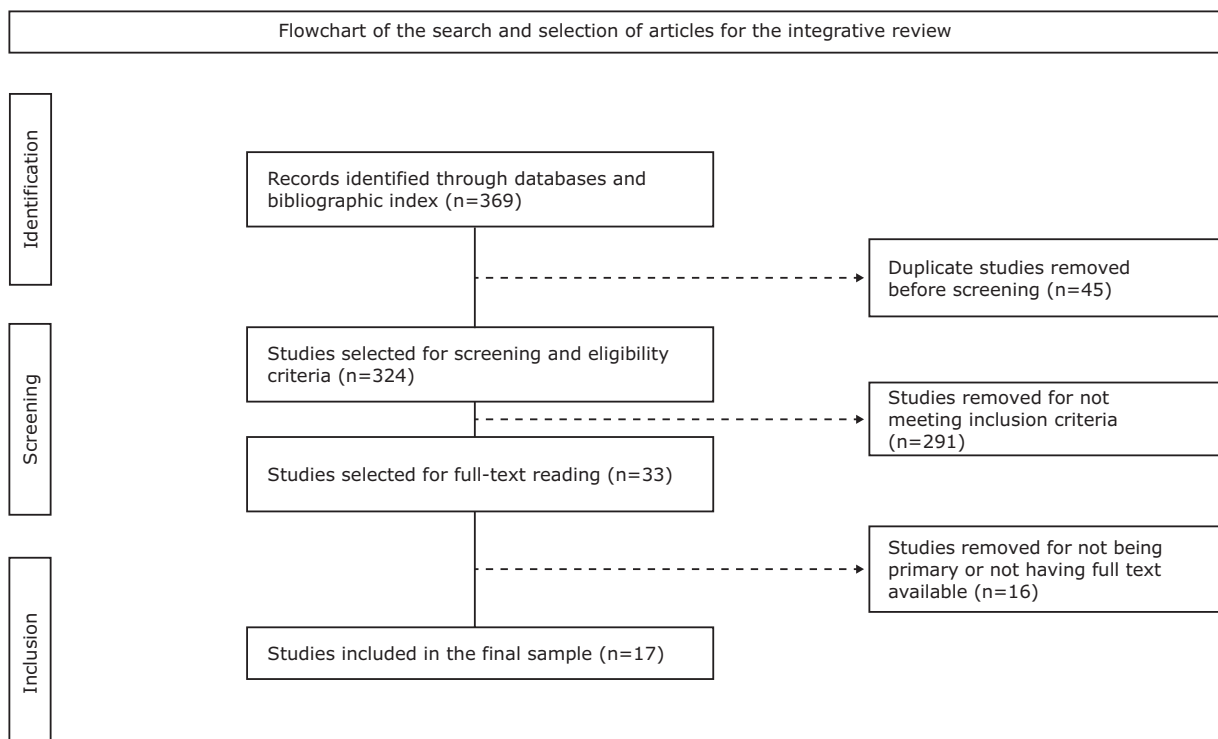 Flowchart of the search and selection of articles for the integrative review
Identification
Records identified through databases and
bibliographic index (n=369)
Duplicate studies removed
before screening (n=45)
Screening
Studies selected for screening and eligibility
criteria (n=324)
Studies removed for not
meeting inclusion criteria
(n=291)
Studies selected for full-text reading (n=33)
Studies removed for not being
primary or not having full text
available (n=16)
Inclusion
Studies included in the final sample (n=17)